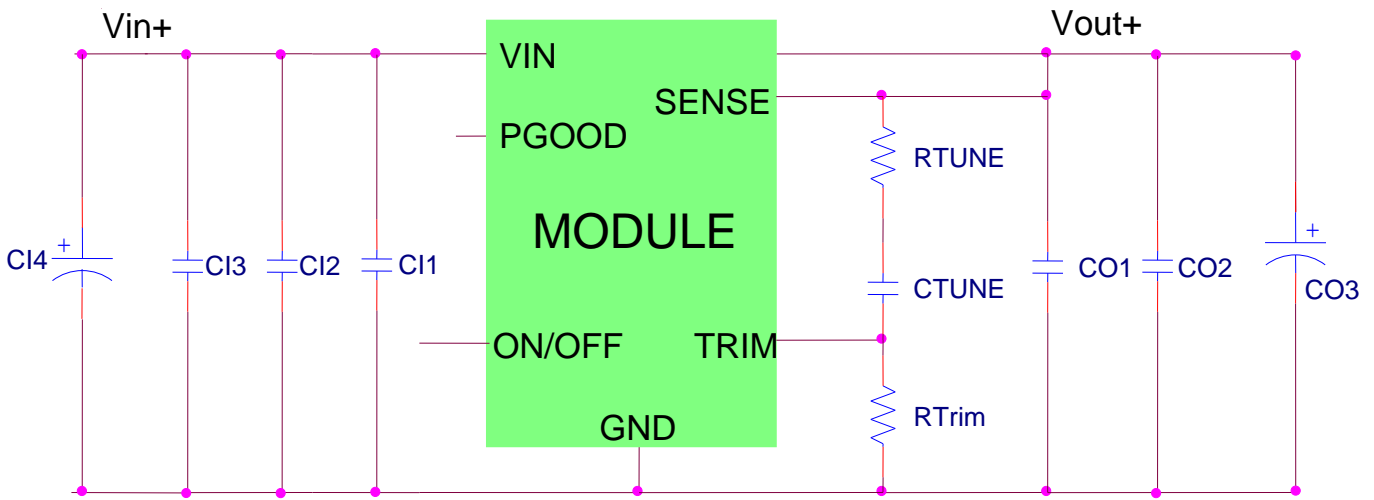 Vin+
Vout+
VIN
SENSE
PGOOD
RTUNE
MODULE
+
CI4
CI3
CI2
CI1
CTUNE
CO1
CO2
+
CO3
ON/OFF
TRIM
RTrim
GND